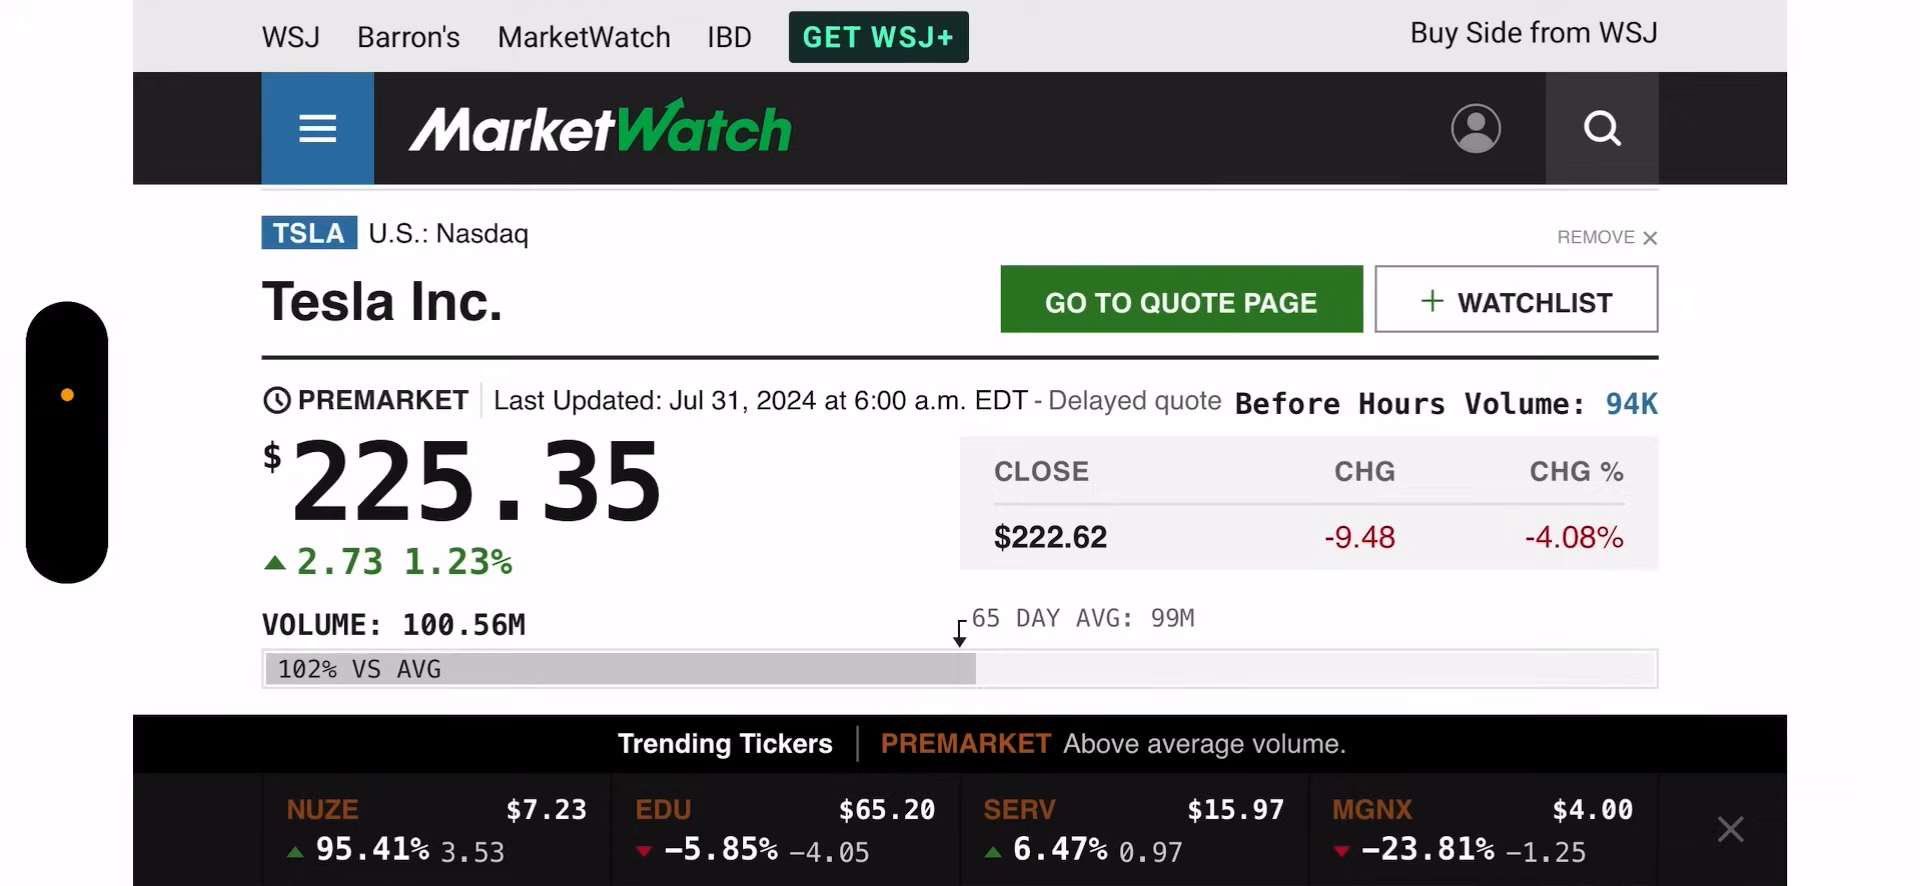 WSJ Barron's MarketWatch IBD GET WSJ+ Buy Side from WSJ
MarketWatch
TSLA U.S.: Nasdaq REMOVE
Tesla Inc. GO TO QUOTE PAGE + WATCHLIST
PREMARKET Last Updated: Jul 31, 2024 at 6:00 a.m. EDT - Delayed quote Before Hours Volume: 94K
$225.35
2.73 1.23%
CLOSE CHG CHG %
$222.62 -9.48 -4.08%
VOLUME: 100.56M 65 DAY AVG: 99M
102% VS AVG
Trending Tickers PREMARKET Above average volume.
NUZE $7.23 EDU $65.20 SERV $15.97 MGNX $4.00
95.41% 3.53 −5.85% −4.05 6.47% 0.97 −23.81% −1.25